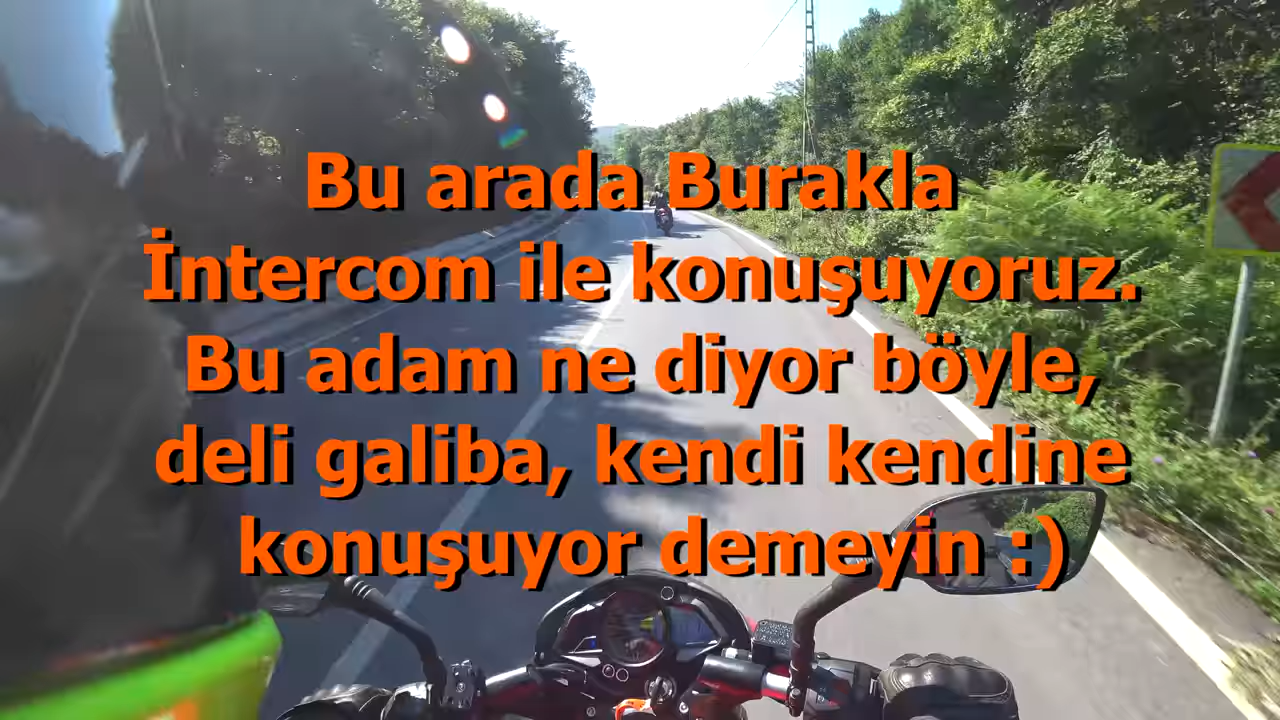 Bu arada Burakla
İntercom ile konuşuyoruz.
Bu adam ne diyor böyle,
deli galiba, kendi kendine
konuşuyor demeyin :)